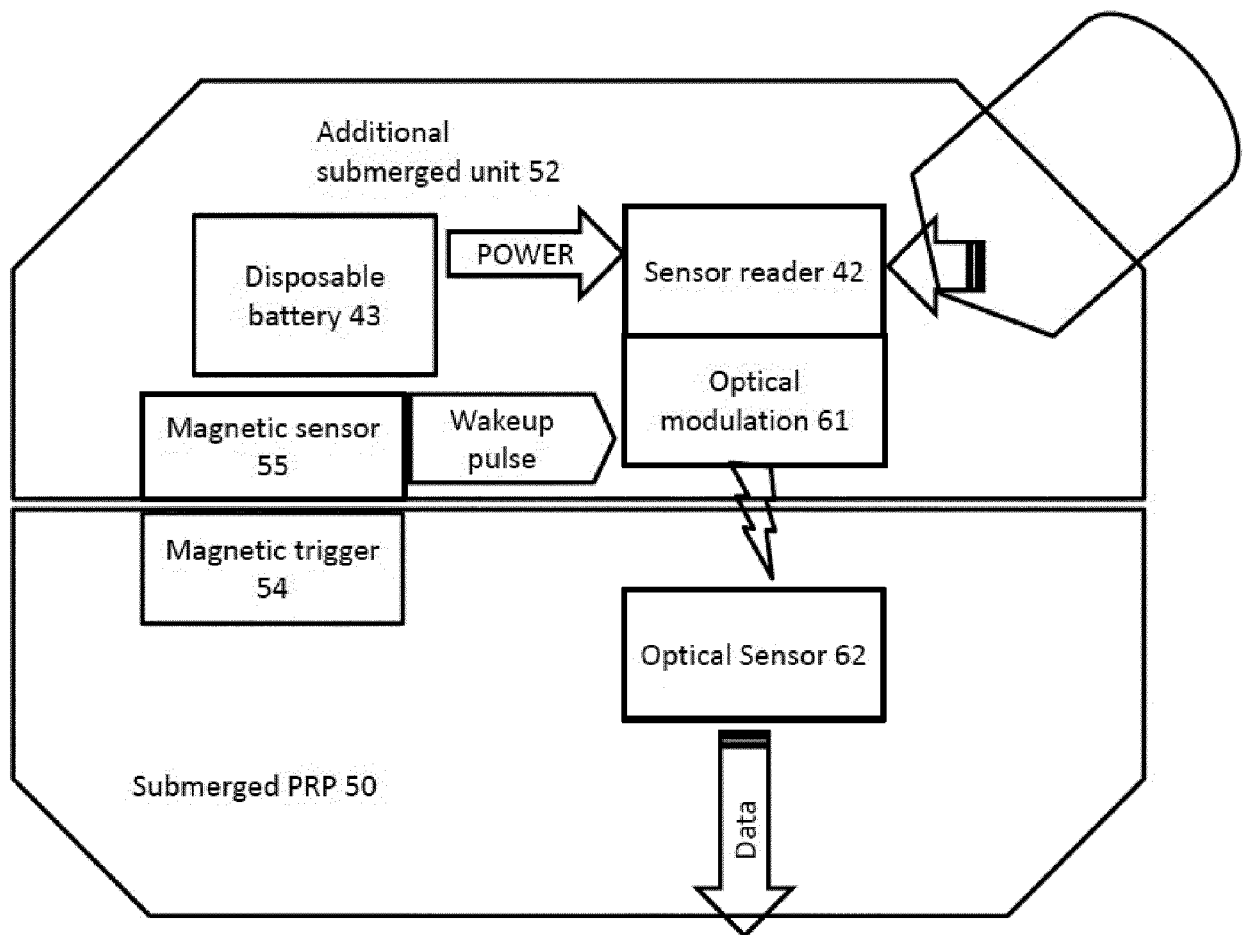 Additional
submerged unit 52
POWER
Disposable
battery 43
Sensor reader 42
Optical
modulation 61
Magnetic sensor
55
Wakeup
pulse
Magnetic trigger
54
Optical Sensor 62
Submerged PRP 50
Data